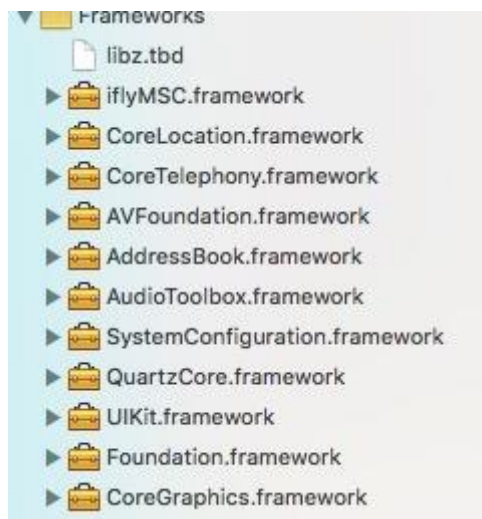 Frameworks
libz.tbd
iflyMSC.framework
CoreLocation.framework
CoreTelephony.framework
AVFoundation.framework
AddressBook.framework
AudioToolbox.framework
SystemConfiguration.framework
QuartzCore.framework
UIKit.framework
Foundation.framework
CoreGraphics.framework